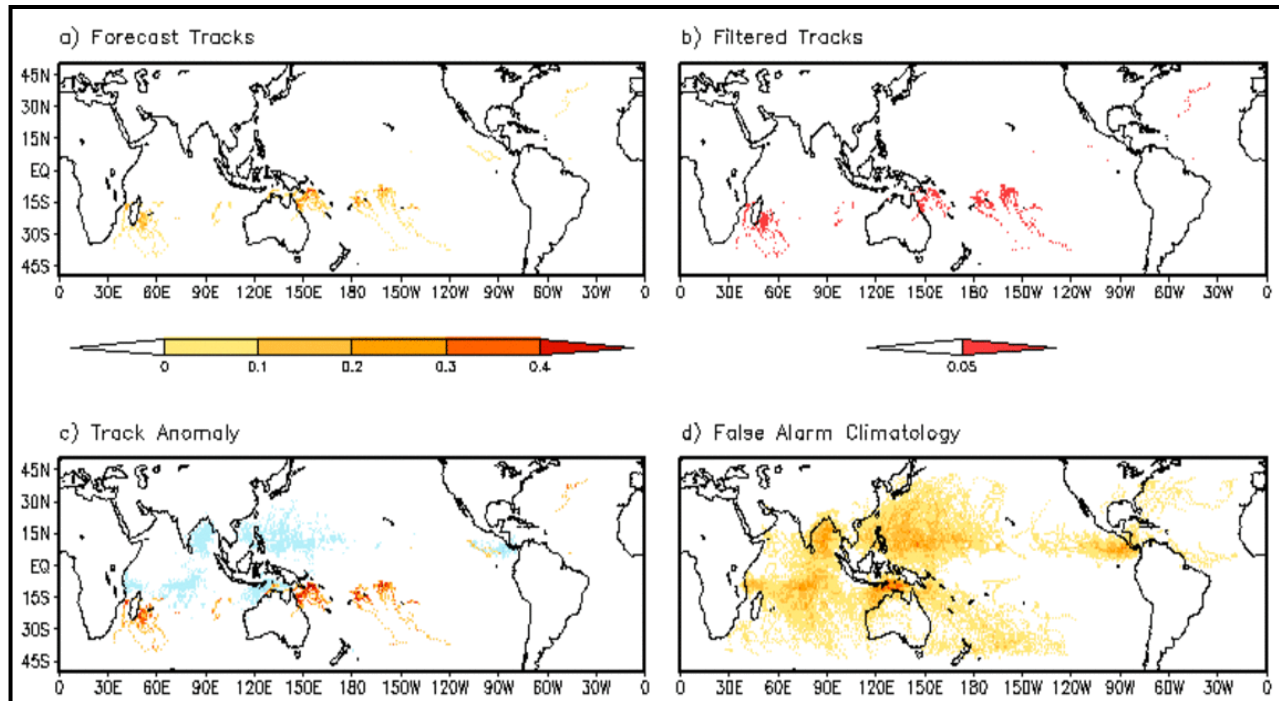 a) Forecast Tracks
45N
30N
15N
EQ
15S
30S
45S
0 30E 60E 90E 120E 150E 180 150W 120W 90W 60W 30W 0
0 0.1 0.2 0.3 0.4
b) Filtered Tracks
0 30E 60E 90E 120E 150E 180 150W 120W 90W 60W 30W 0
0.05
c) Track Anomaly
45N
30N
15N
EQ
15S
30S
45S
0 30E 60E 90E 120E 150E 180 150W 120W 90W 60W 30W 0
d) False Alarm Climatology
0 30E 60E 90E 120E 150E 180 150W 120W 90W 60W 30W 0